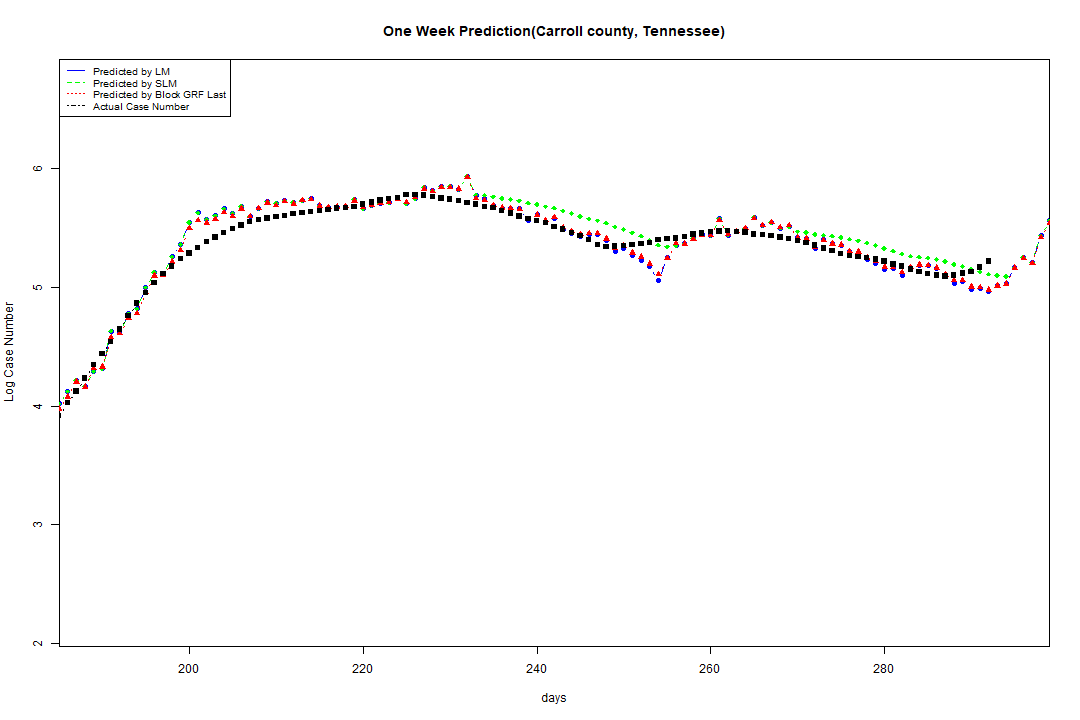 One Week Prediction(Carroll county, Tennessee)
Predicted by LM
Predicted by SLM
Predicted by Block GRF Last
Actual Case Number
6
5
4
3
2
Log Case Number
200 220 240 260 280
days